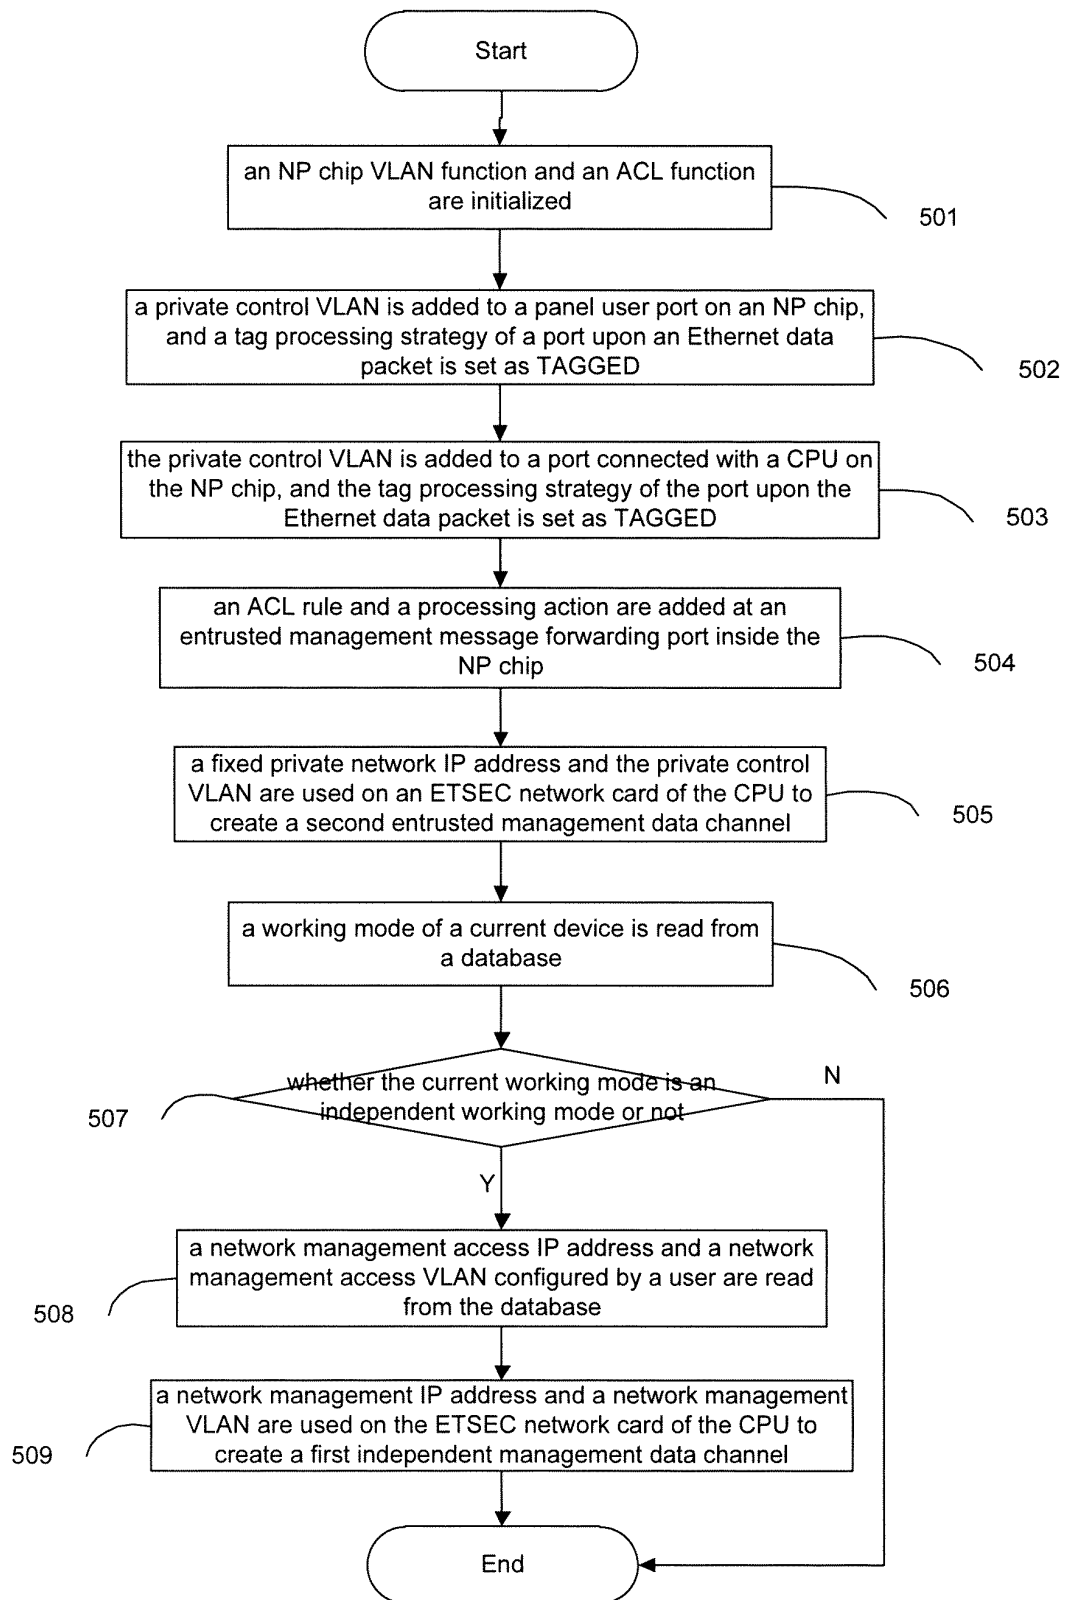 Start
an NP chip VLAN function and an ACL function
are initialized
501
a private control VLAN is added to a panel user port on an NP chip,
and a tag processing strategy of a port upon an Ethernet data
packet is set as TAGGED
502
the private control VLAN is added to a port connected with a CPU on
the NP chip, and the tag processing strategy of the port upon the
Ethernet data packet is set as TAGGED
503
an ACL rule and a processing action are added at an
entrusted management message forwarding port inside the
NP chip
504
a fixed private network IP address and the private control
VLAN are used on an ETSEC network card of the CPU to
create a second entrusted management data channel
505
a working mode of a current device is read from
a database
506
whether the current working mode is an
independent working mode or not
N
507
Y
a network management access IP address and a network
management access VLAN configured by a user are read
from the database
508
a network management IP address and a network management
VLAN are used on the ETSEC network card of the CPU to
create a first independent management data channel
509
End